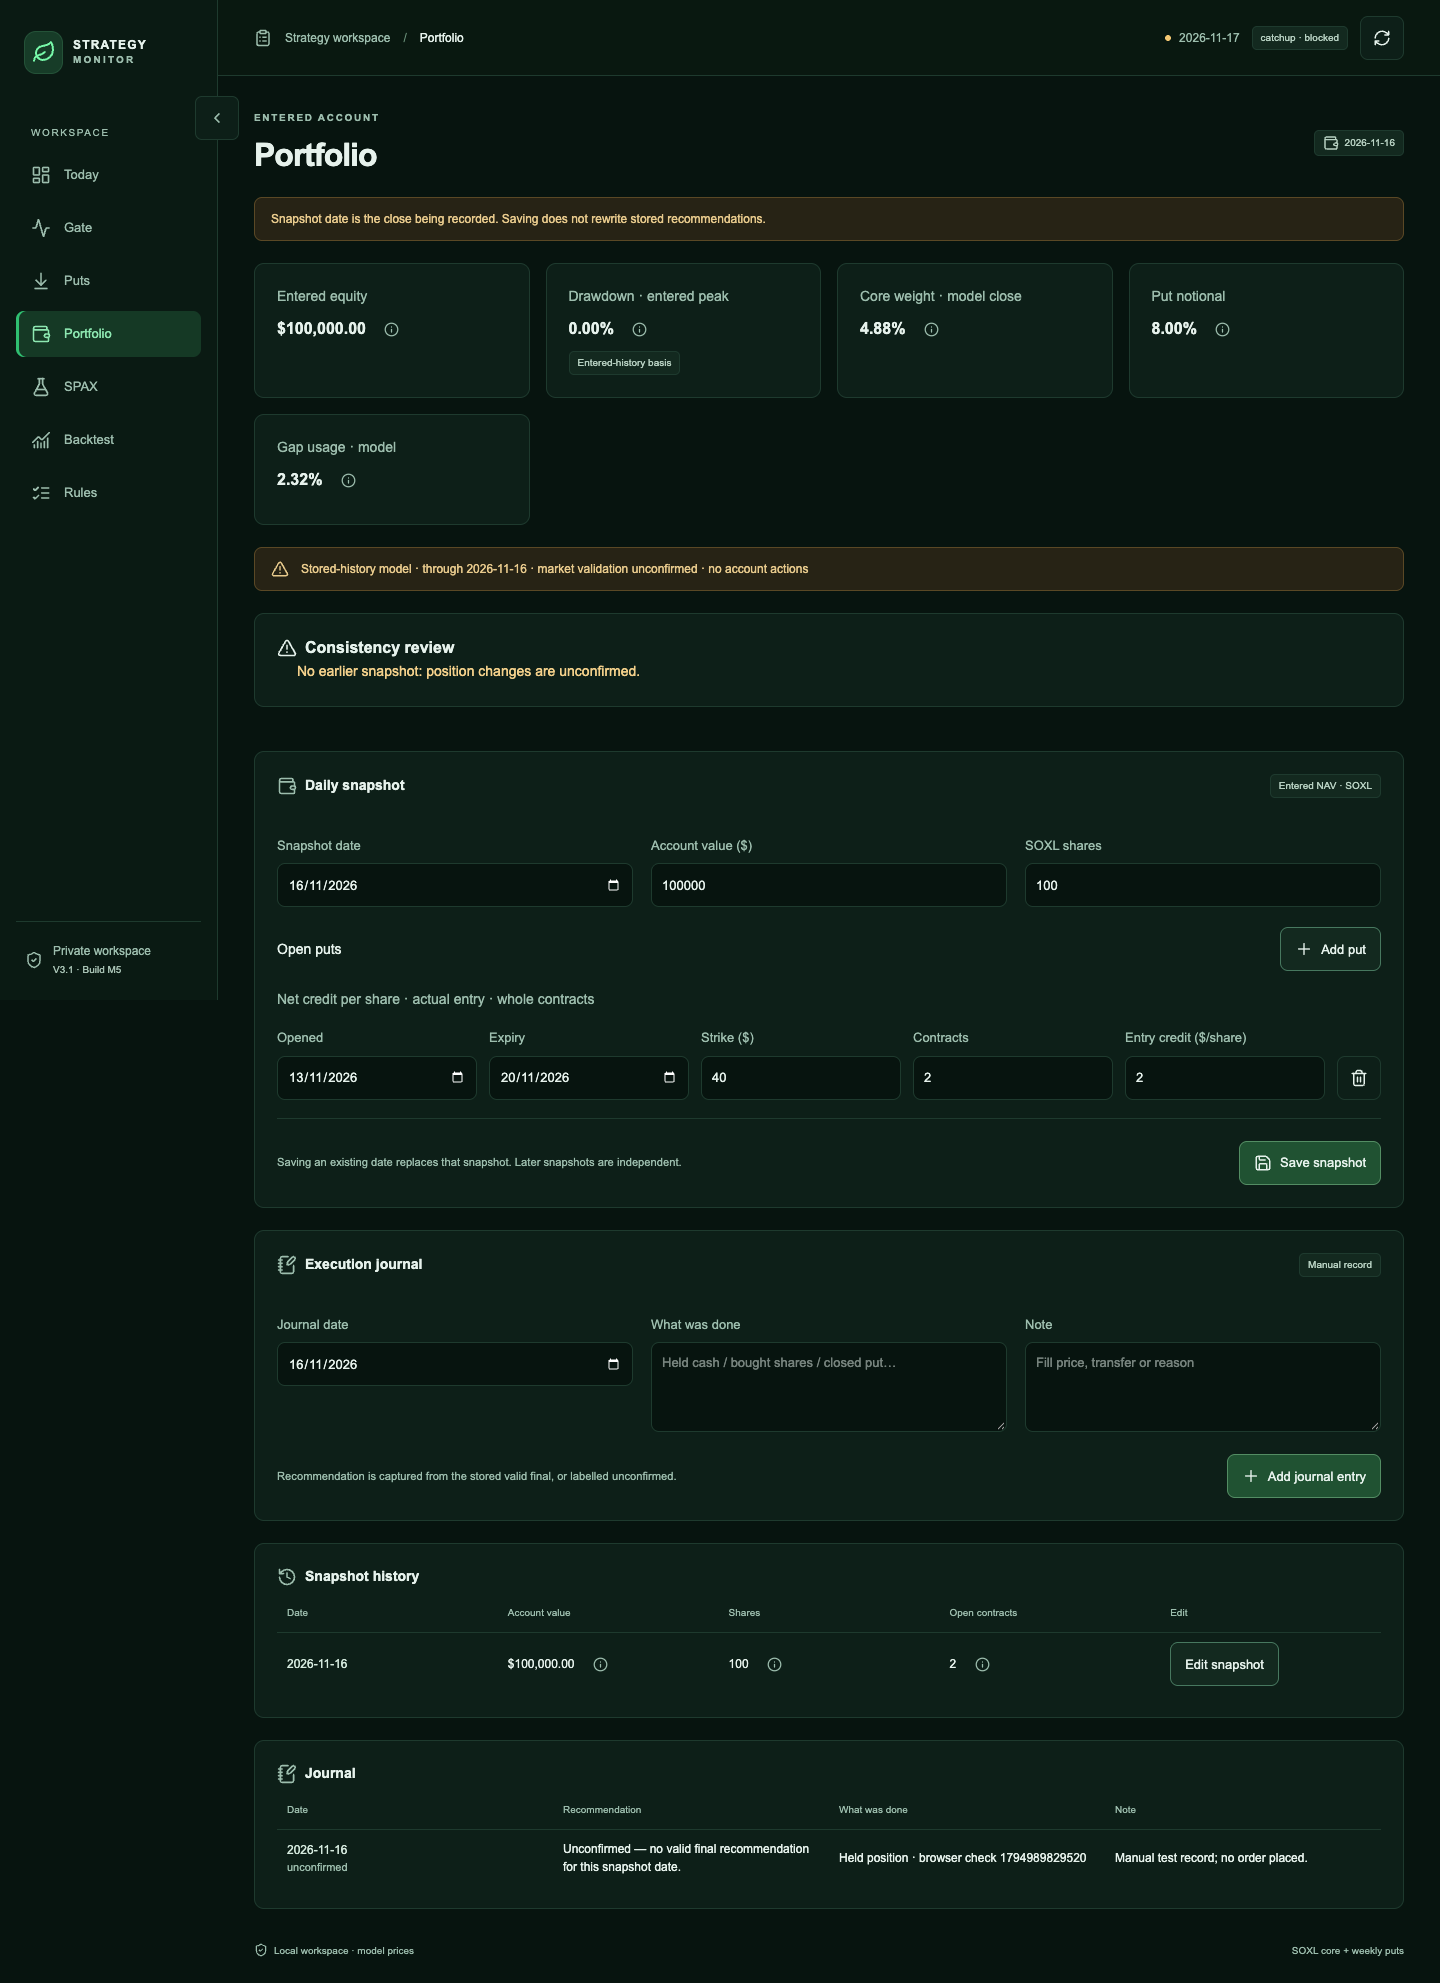 STRATEGY
MONITOR
WORKSPACE
Today
Gate
Puts
Portfolio
SPAX
Backtest
Rules
Private workspace
V3.1 · Build M5
Strategy workspace / Portfolio
2026-11-17
catchup · blocked
ENTERED ACCOUNT
Portfolio
2026-11-16
Snapshot date is the close being recorded. Saving does not rewrite stored recommendations.
Entered equity
$100,000.00
Drawdown · entered peak
0.00%
Entered-history basis
Core weight · model close
4.88%
Put notional
8.00%
Gap usage · model
2.32%
Stored-history model · through 2026-11-16 · market validation unconfirmed · no account actions
Consistency review
No earlier snapshot: position changes are unconfirmed.
Daily snapshot
Entered NAV · SOXL
Snapshot date
16/11/2026
Account value ($)
100000
SOXL shares
100
Open puts
Add put
Net credit per share · actual entry · whole contracts
Opened
13/11/2026
Expiry
20/11/2026
Strike ($)
40
Contracts
2
Entry credit ($/share)
2
Saving an existing date replaces that snapshot. Later snapshots are independent.
Save snapshot
Execution journal
Manual record
Journal date
16/11/2026
What was done
Held cash / bought shares / closed put…
Note
Fill price, transfer or reason
Recommendation is captured from the stored valid final, or labelled unconfirmed.
Add journal entry
Snapshot history
Date Account value Shares Open contracts Edit
2026-11-16 $100,000.00 100 2 Edit snapshot
Journal
Date Recommendation What was done Note
2026-11-16
unconfirmed
Unconfirmed — no valid final recommendation
for this snapshot date.
Held position · browser check 1794989829520
Manual test record; no order placed.
Local workspace · model prices
SOXL core + weekly puts